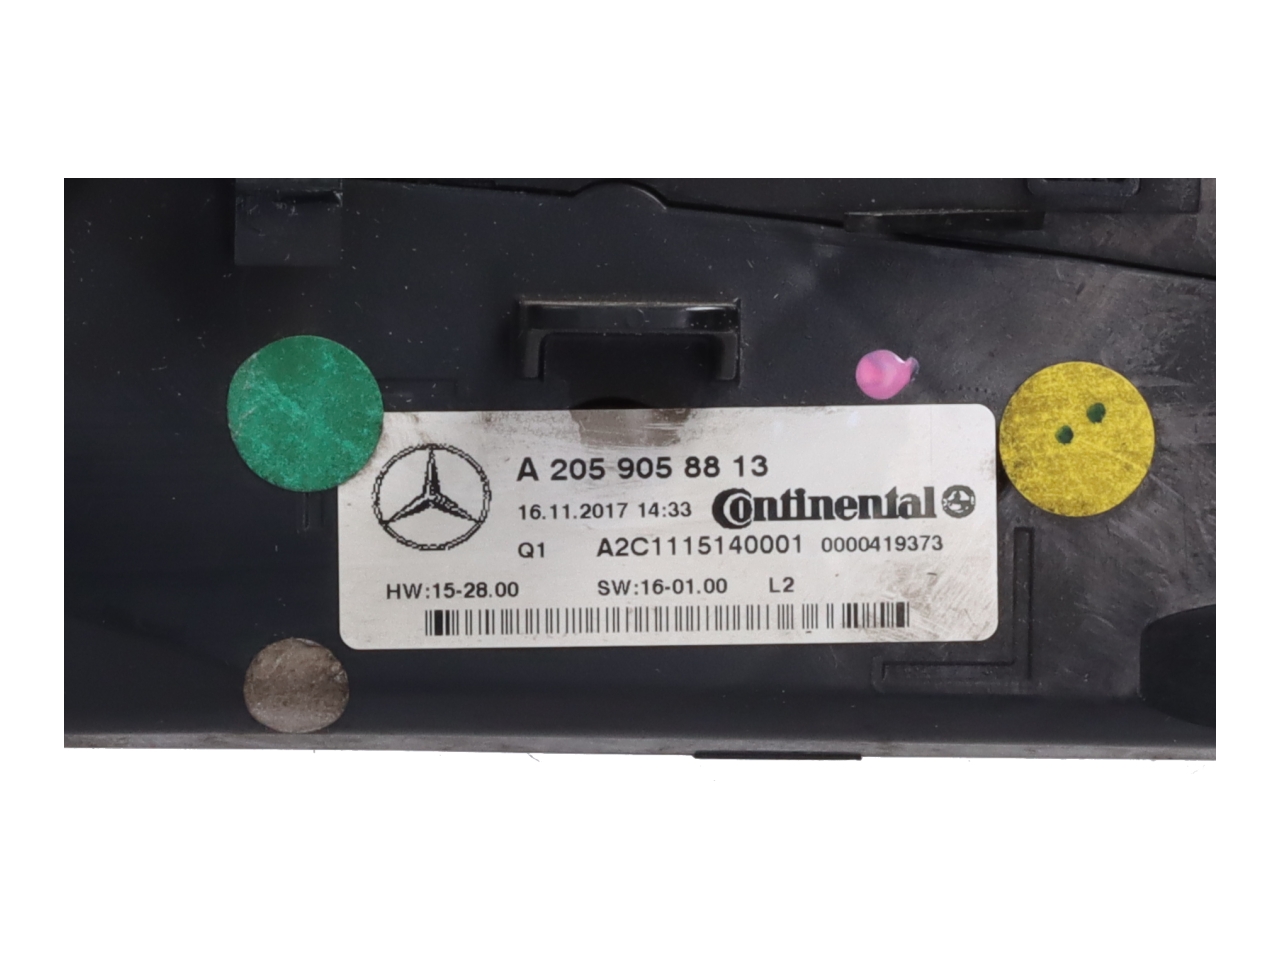 A 205 905 88 13
16.11.2017 14:33 Continental
Q1 A2C1115140001 0000419373
HW:15-28.00 SW:16-01.00 L2